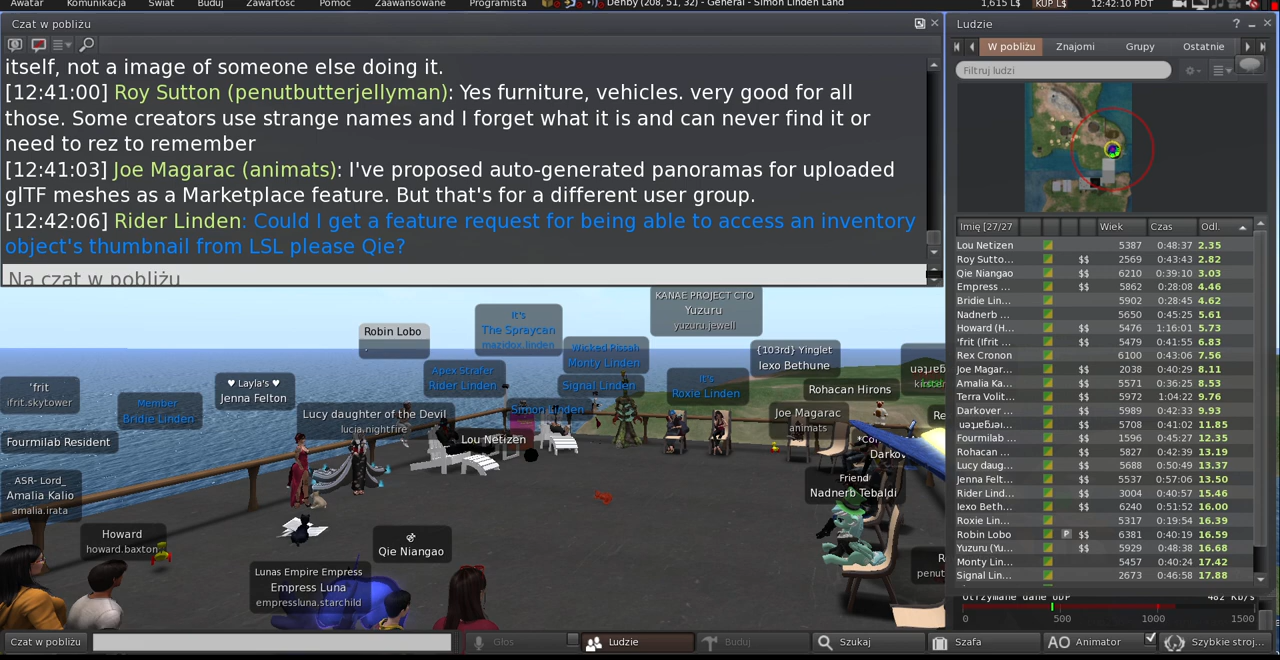 Awatar Komunikuj Świat Buduj Zawartość Pomoc Zaawansowane Programista Denby (208, 51, 32) - General - Simon Linden Land 1,615 L$ KUP L$ 12:42:10 PDT
Czat w pobliżu
itself, not a image of someone else doing it.
[12:41:00] Roy Sutton (penutbutterjellyman): Yes furniture, vehicles. very good for all
those. Some creators use strange names and I forget what it is and can never find it or
need to rez to remember
[12:41:03] Joe Magarac (animats): I've proposed auto-generated panoramas for uploaded
glTF meshes as a Marketplace feature. But that's for a different user group.
[12:42:06] Rider Linden: Could I get a feature request for being able to access an inventory
object's thumbnail from LSL please Qie?
Na czat w pobliżu
KANAE PROJECT CTO
Yuzuru
yuzuru.jewell
It's
The Spraycan
mazidox.linden
Robin Lobo
Wicked Pissah
Monty Linden
{103rd} Yinglet
Iexo Bethune
Apex Strafer
Rider Linden
Signal Linden
It's
Roxie Linden
'frit
ifrit.skytower
♥ Layla's ♥
Jenna Felton
Rohacan Hirons
Member
Bridie Linden
Simon Linden
Lucy daughter of the Devil
lucia.nightfire
Joe Magarac
animats
Fourmilab Resident
Lou Netizen
Darkov
Friend
Nadnerb Tebaldi
-ASR- Lord_
Amalia Kalio
amalia.irata
Howard
howard.baxton
Qie Niangao
Lunas Empire Empress
Empress Luna
empressluna.starchild
penut
Ludzie
? _ ×
W pobliżu Znajomi Grupy Ostatnie
Filtruj ludzi
Imię [27/27 Wiek Czas Odl.
Lou Netizen 5387 0:48:37 2.35
Roy Sutto... $$ 2569 0:43:43 2.82
Qie Niangao 6210 0:39:10 3.03
Empress ... $$ 5862 0:28:08 4.46
Bridie Lin... 5902 0:28:45 4.62
Nadnerb ... 5650 0:45:25 5.61
Howard (H... $$ 5476 1:16:01 5.73
'frit (Ifrit ... $$ 5479 0:41:55 6.83
Rex Cronon 6100 0:43:06 7.56
Joe Magar... $$ 2038 0:40:29 8.11
Amalia Ka... $$ 5571 0:36:25 8.53
Terra Volit... $$ 5972 1:04:22 9.76
Darkover ... $$ 5989 0:42:33 9.93
$$ 5708 0:41:02 11.85
Fourmilab ... $$ 1596 0:45:27 12.35
Rohacan ... $$ 5827 0:42:39 13.19
Lucy daug... $$ 5688 0:50:49 13.37
Jenna Felt... $$ 5537 0:57:06 13.50
Rider Lind... $$ 3004 0:40:57 15.46
Iexo Beth... $$ 6240 0:51:52 16.00
Roxie Lin... 5317 0:19:54 16.39
Robin Lobo P $$ 6381 0:40:19 16.59
Yuzuru (Yu... $$ 5929 0:48:38 16.68
Monty Lin... 5457 0:40:24 17.42
Signal Lin... 2673 0:46:58 17.88
Otrzymane dane UDP 482 Kb/s
0 500 1000 1500
Czat w pobliżu Głos Ludzie Buduj Szukaj Szafa AO Animator Szybkie stroj...